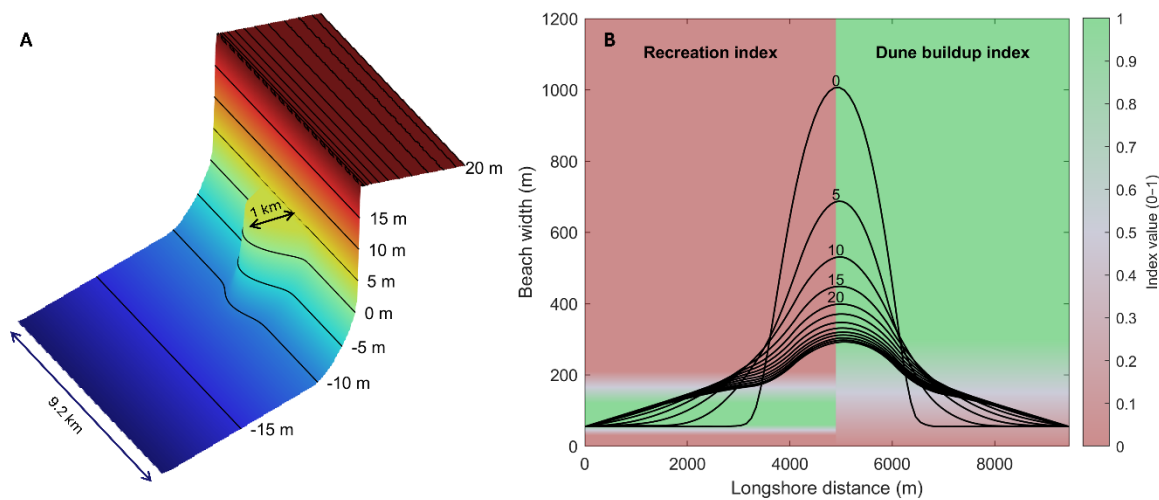 A
20 m
1 km
15 m
10 m
5 m
0 m
-5 m
-10 m
-15 m
9.2 km
B
Recreation index
Dune buildup index
0
5
10
15
20
1200
1000
800
600
400
200
0
Beach width (m)
0
2000
4000
6000
8000
Longshore distance (m)
1
0.9
0.8
0.7
0.6
0.5
0.4
0.3
0.2
0.1
0
Index value (0–1)